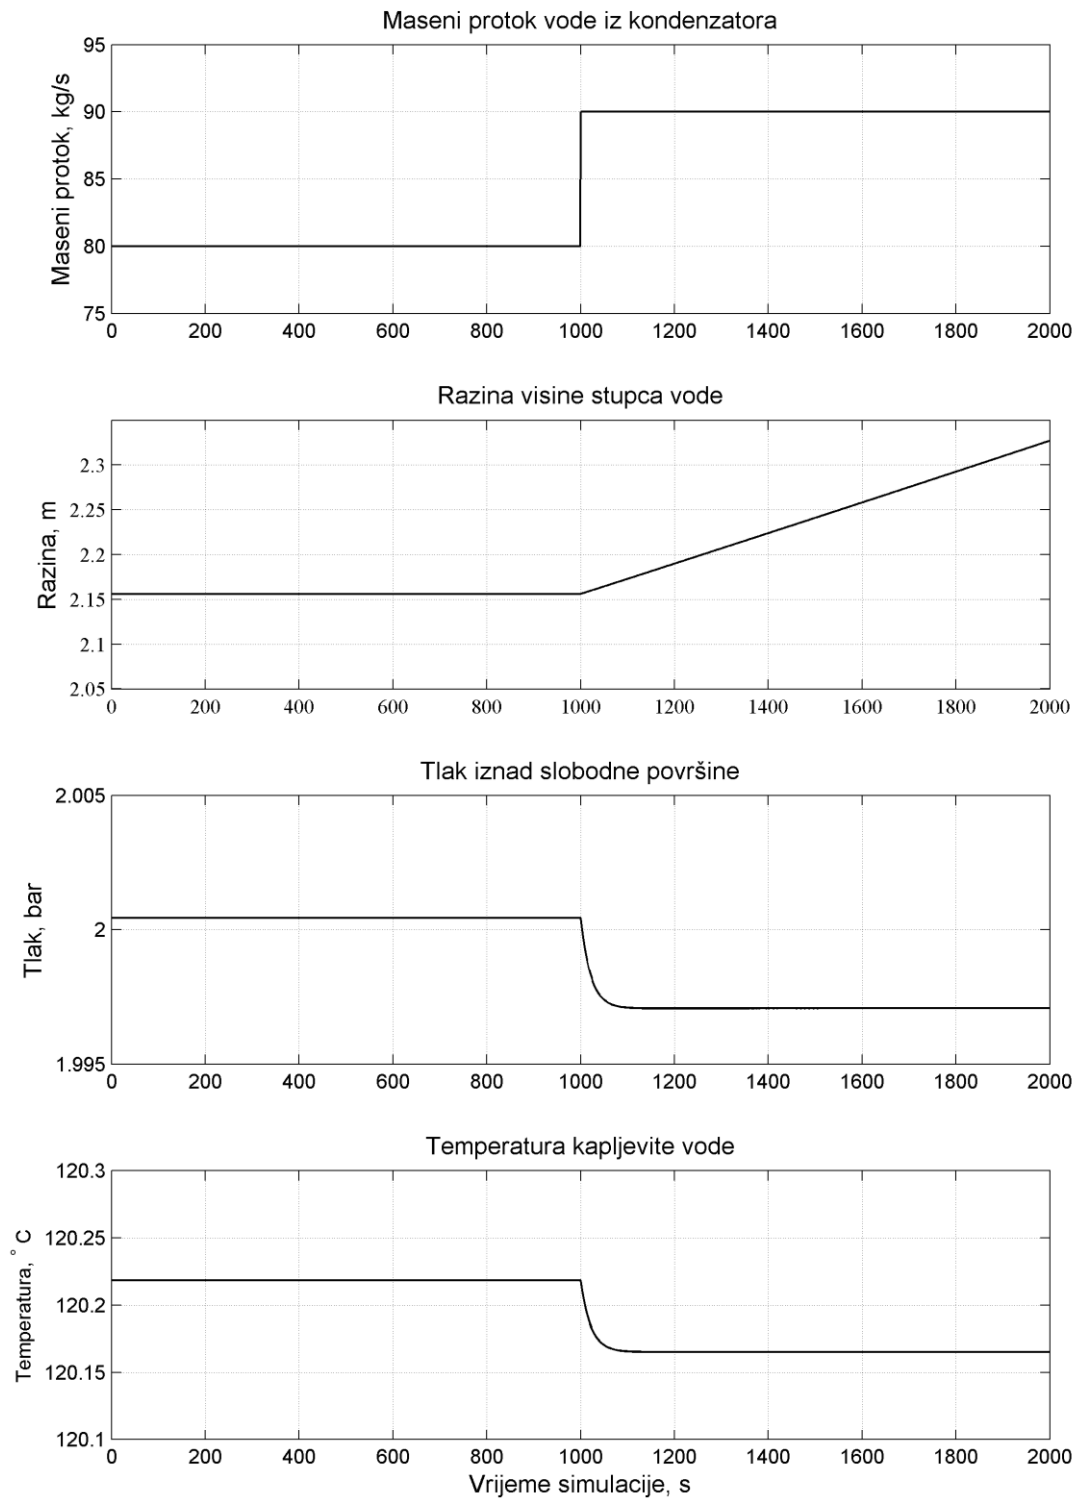 Maseni protok vode iz kondenzatora
Maseni protok, kg/s
95
90
85
80
75
0 200 400 600 800 1000 1200 1400 1600 1800 2000
Razina visine stupca vode
Razina, m
2.3
2.25
2.2
2.15
2.1
2.05
0 200 400 600 800 1000 1200 1400 1600 1800 2000
Tlak iznad slobodne površine
Tlak, bar
2.005
2
1.995
0 200 400 600 800 1000 1200 1400 1600 1800 2000
Temperatura kapljevite vode
Temperatura, ° C
120.3
120.25
120.2
120.15
120.1
0 200 400 600 800 1000 1200 1400 1600 1800 2000
Vrijeme simulacije, s